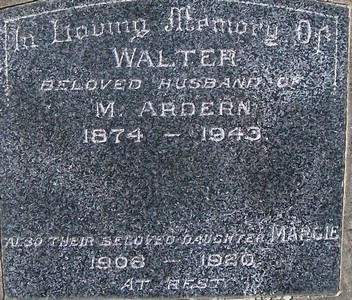 In Loving Memory Of
WALTER
BELOVED HUSBAND OF
M. ARDERN
1874 - 1943.
ALSO THEIR BELOVED DAUGHTER MARGIE
1908 - 1920
AT REST